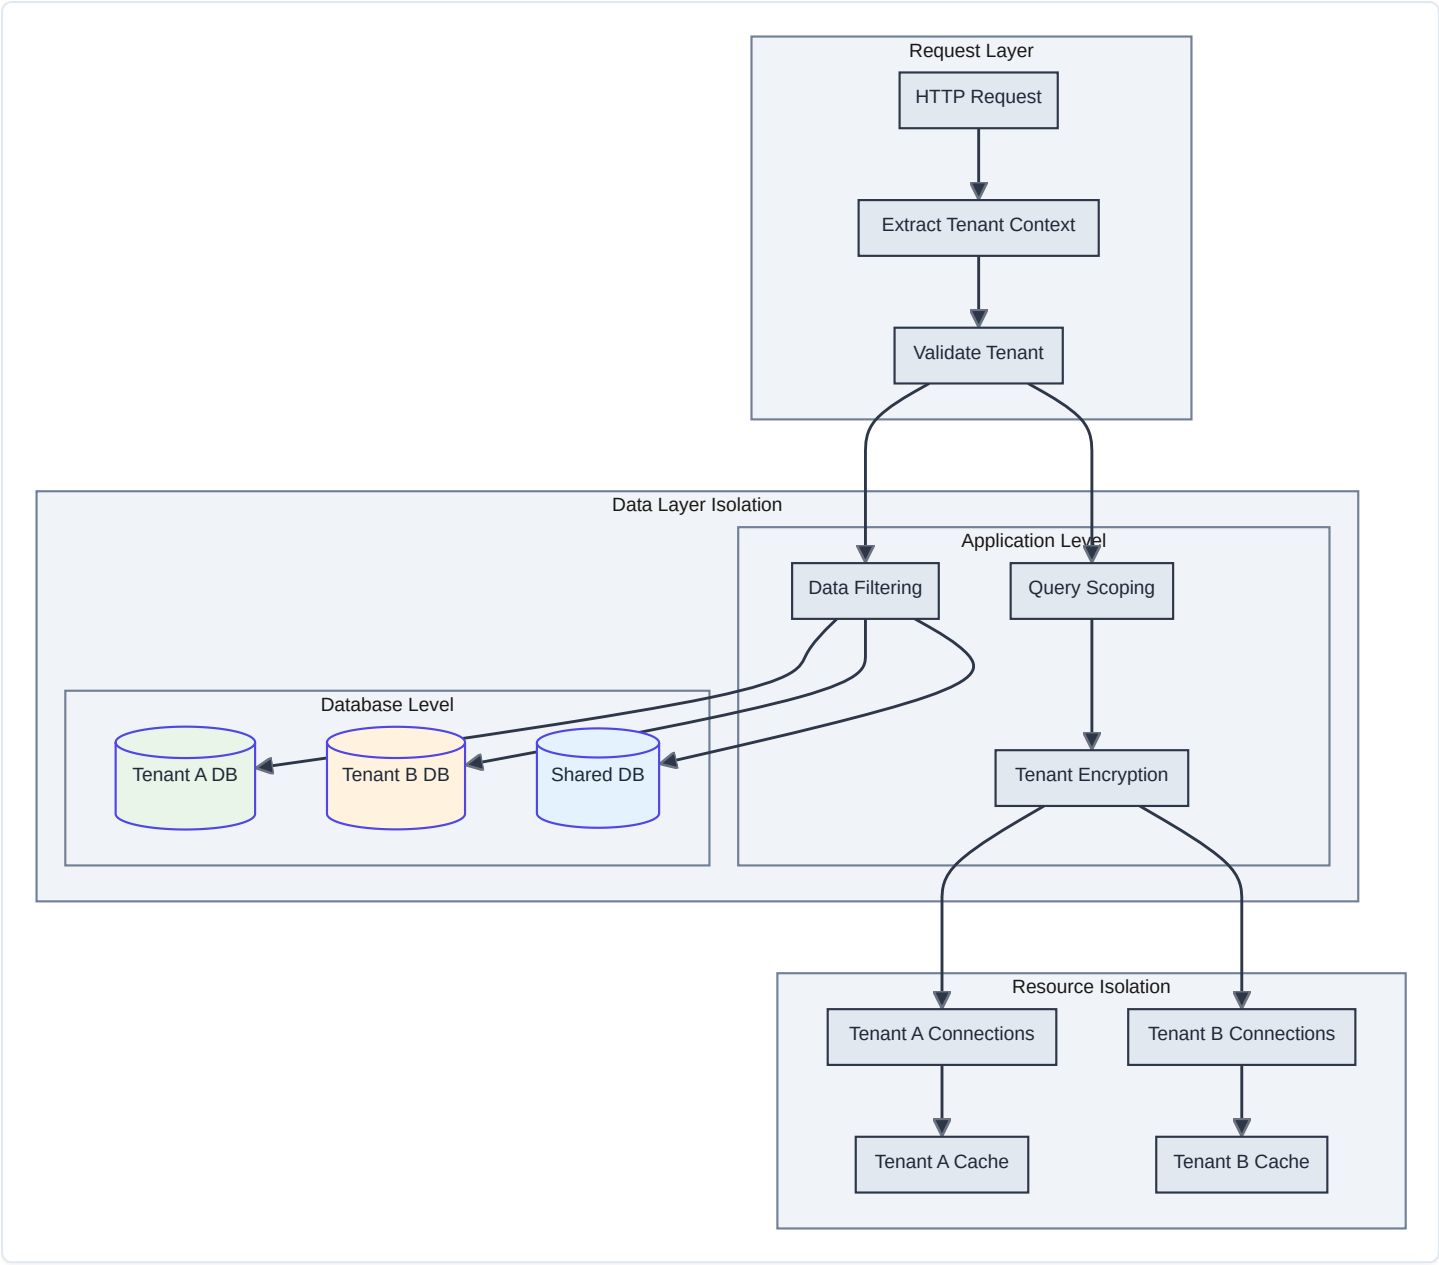 Request Layer
HTTP Request
Extract Tenant Context
Validate Tenant
Data Layer Isolation
Application Level
Data Filtering
Query Scoping
Database Level
Tenant A DB
Tenant B DB
Shared DB
Tenant Encryption
Resource Isolation
Tenant A Connections
Tenant B Connections
Tenant A Cache
Tenant B Cache